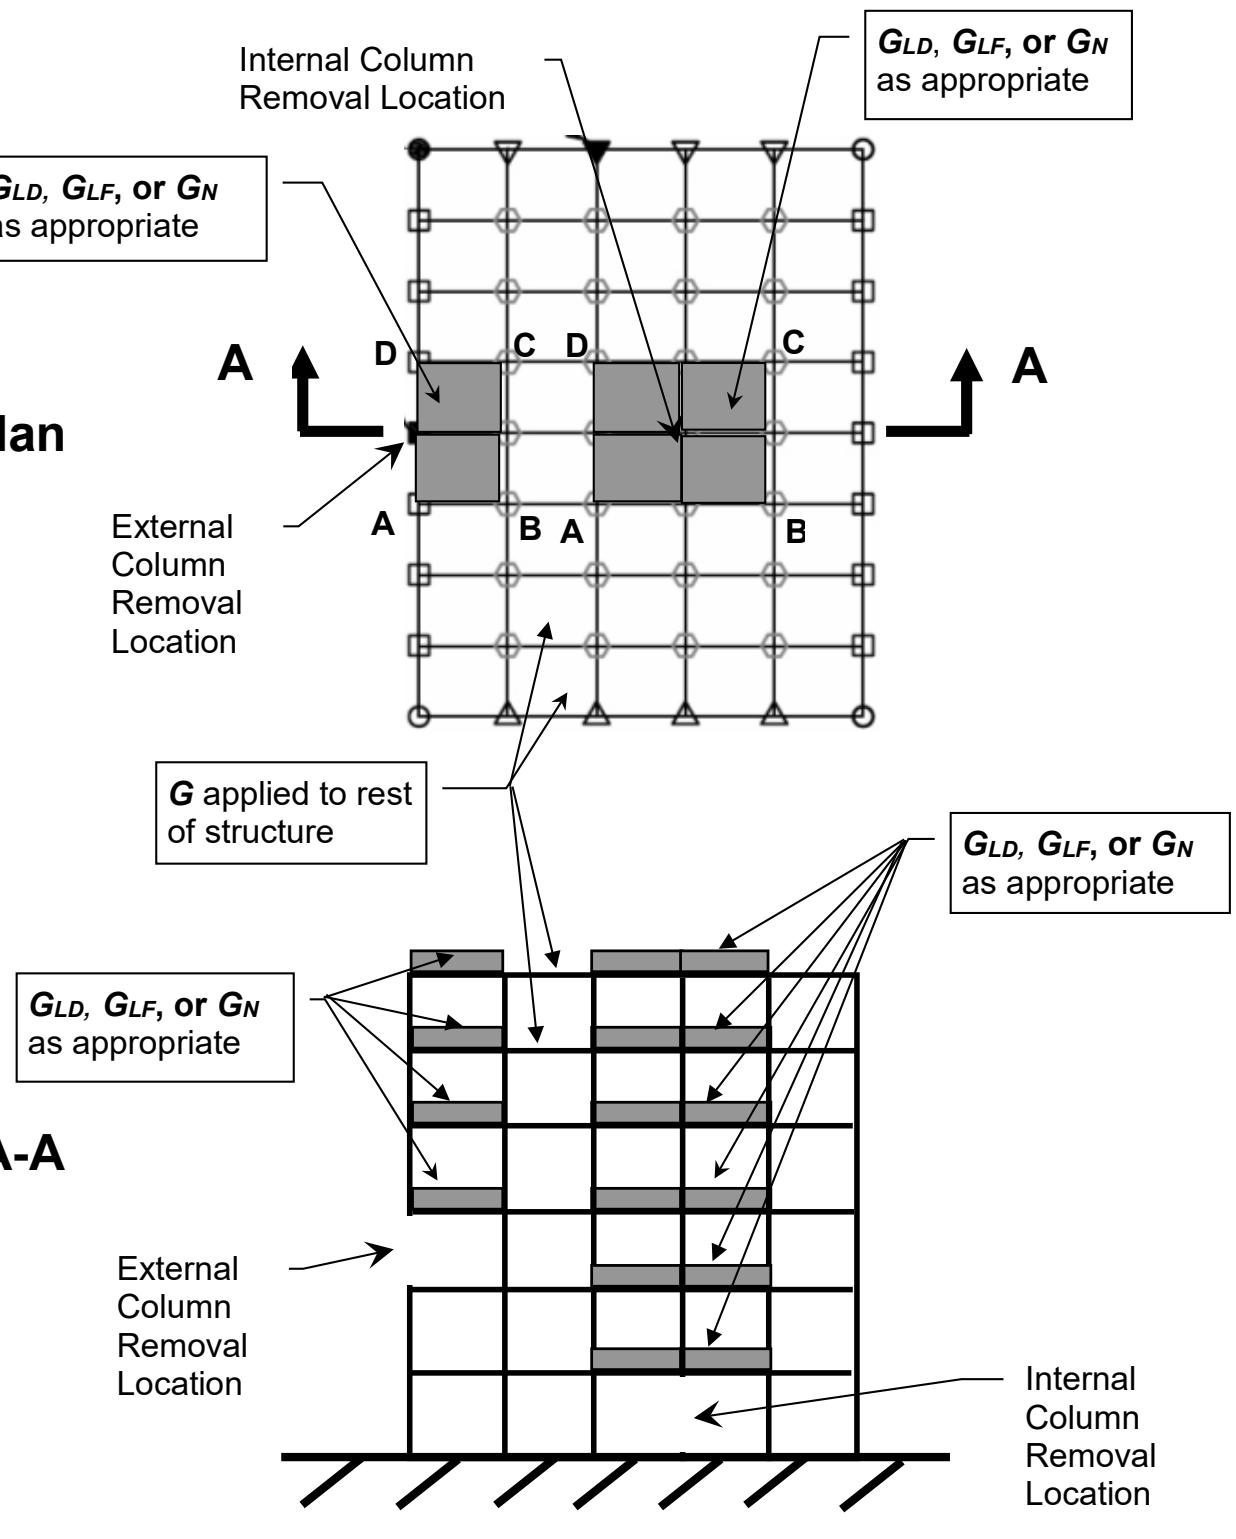 Internal Column
Removal Location
GLD, GLF, or GN
as appropriate
GLD, GLF, or GN
as appropriate
D
C
D
C
A
A
lan
A
B
A
B
External
Column
Removal
Location
G applied to rest
of structure
GLD, GLF, or GN
as appropriate
GLD, GLF, or GN
as appropriate
A-A
External
Column
Removal
Location
Internal
Column
Removal
Location